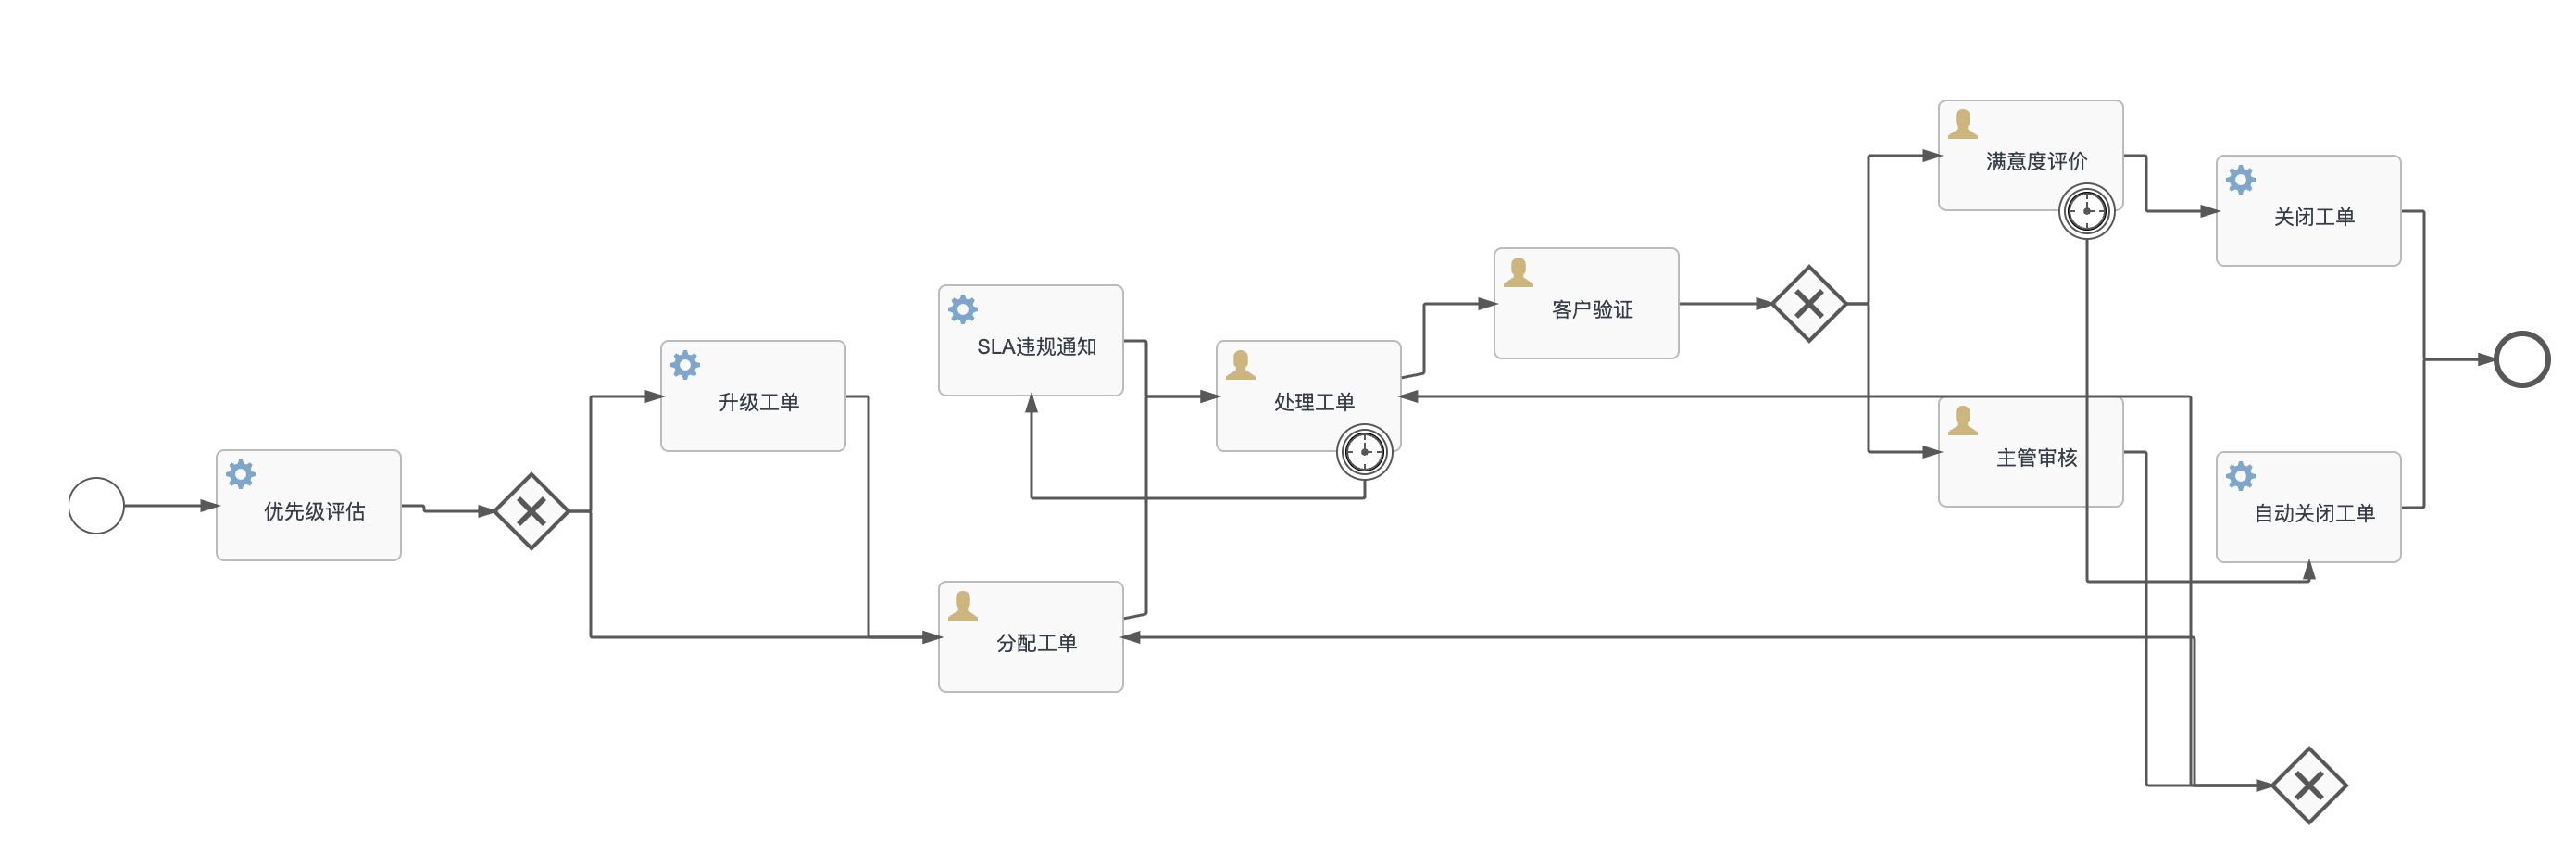 优先级评估
升级工单
SLA违规通知
分配工单
处理工单
客户验证
满意度评价
主管审核
关闭工单
自动关闭工单